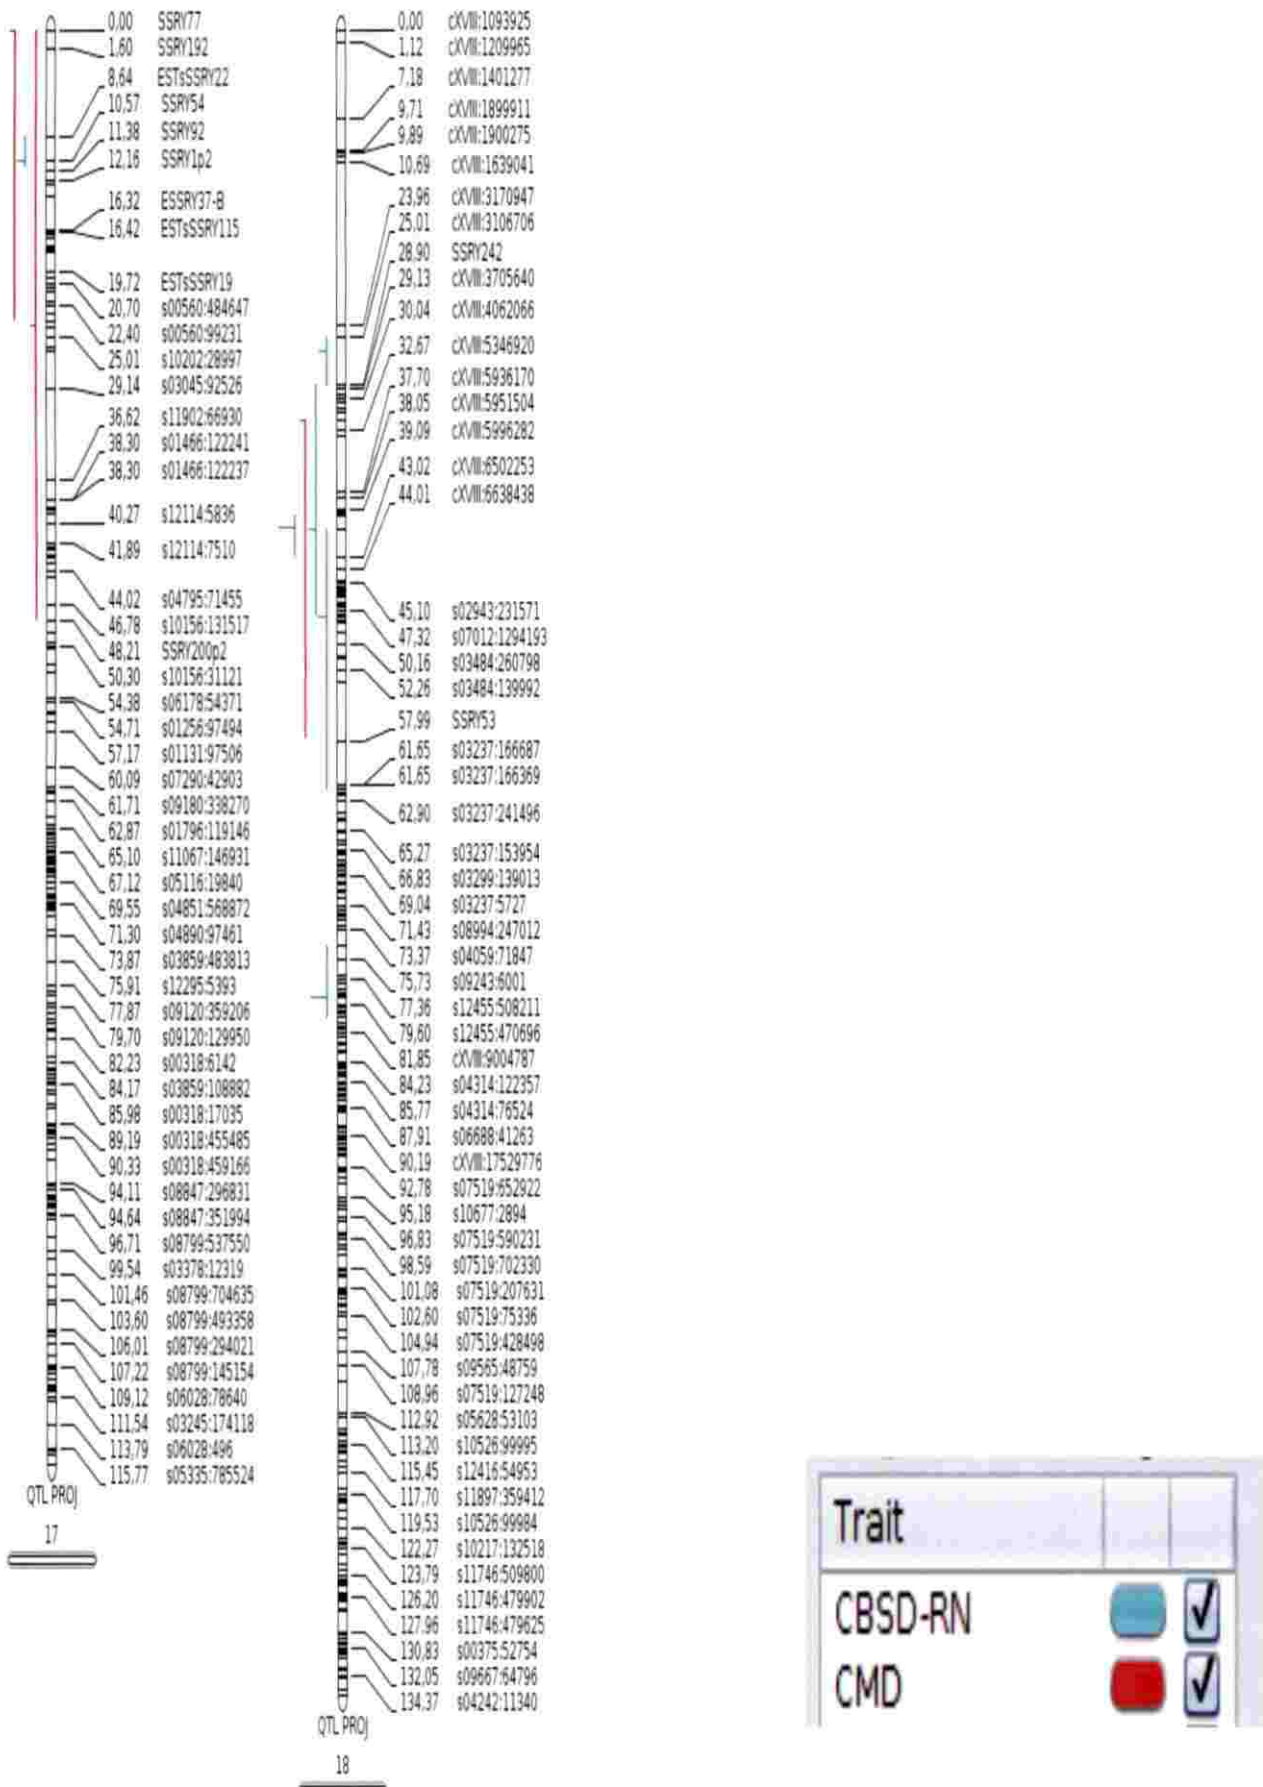 0,00 SSRY77
1,60 SSRY192
8,64 ESTsSSRY22
10,57 SSRY54
11,38 SSRY92
12,16 SSRY1p2
16,32 ESSRY37-B
16,42 ESTsSSRY115
19,72 ESTsSSRY19
20,70 s00560:484647
22,40 s00560:99231
25,01 s10202:28997
29,14 s03045:92526
36,62 s11902:66930
38,30 s01466:122241
38,30 s01466:122237
40,27 s12114:5836
41,89 s12114:7510
44,02 s04795:71455
46,78 s10156:131517
48,21 SSRY200p2
50,30 s10156:31121
54,38 s06178:54371
54,71 s01256:97494
57,17 s01131:97506
60,09 s07290:42903
61,71 s09180:338270
62,87 s01796:119146
65,10 s11067:146931
67,12 s05116:19840
69,55 s04851:568872
71,30 s04890:97461
73,87 s03859:483813
75,91 s12295:5393
77,87 s09120:359206
79,70 s09120:129950
82,23 s00318:6142
84,17 s03859:108882
85,98 s00318:17035
89,19 s00318:455485
90,33 s00318:459166
94,11 s08847:296831
94,64 s08847:351994
96,71 s08799:537550
99,54 s03378:12319
101,46 s08799:704635
103,60 s08799:493358
106,01 s08799:294021
107,22 s08799:145154
109,12 s06028:78640
111,54 s03245:174118
113,79 s06028:496
115,77 s05335:785524
QTL PROJ
17
0,00 cXVIII:1093925
1,12 cXVIII:1209965
7,18 cXVIII:1401277
9,71 cXVIII:1899911
9,89 cXVIII:1900275
10,69 cXVIII:1639041
23,96 cXVIII:3170947
25,01 cXVIII:3106706
28,90 SSRY242
29,13 cXVIII:3705640
30,04 cXVIII:4062066
32,67 cXVIII:5346920
37,70 cXVIII:5936170
38,05 cXVIII:5951504
39,09 cXVIII:5996282
43,02 cXVIII:6502253
44,01 cXVIII:6638438
45,10 s02943:231571
47,32 s07012:1294193
50,16 s03484:260798
52,26 s03484:139992
57,99 SSRY53
61,65 s03237:166687
61,65 s03237:166369
62,90 s03237:241496
65,27 s03237:153954
66,83 s03299:139013
69,04 s03237:5727
71,43 s08994:247012
73,37 s04059:71847
75,73 s09243:6001
77,36 s12455:508211
79,60 s12455:470696
81,85 cXVIII:9004787
84,23 s04314:122357
85,77 s04314:76524
87,91 s06688:41263
90,19 cXVIII:17529776
92,78 s07519:652922
95,18 s10677:2894
96,83 s07519:590231
98,59 s07519:702330
101,08 s07519:207631
102,60 s07519:75336
104,94 s07519:428498
107,78 s09565:48759
108,96 s07519:127248
112,92 s05628:53103
113,20 s10526:99995
115,45 s12416:54953
117,70 s11897:359412
119,53 s10526:99984
122,27 s10217:132518
123,79 s11746:509800
126,20 s11746:479902
127,96 s11746:479625
130,83 s00375:52754
132,05 s09667:64796
134,37 s04242:11340
QTL PROJ
18
Trait
CBSD-RN
CMD